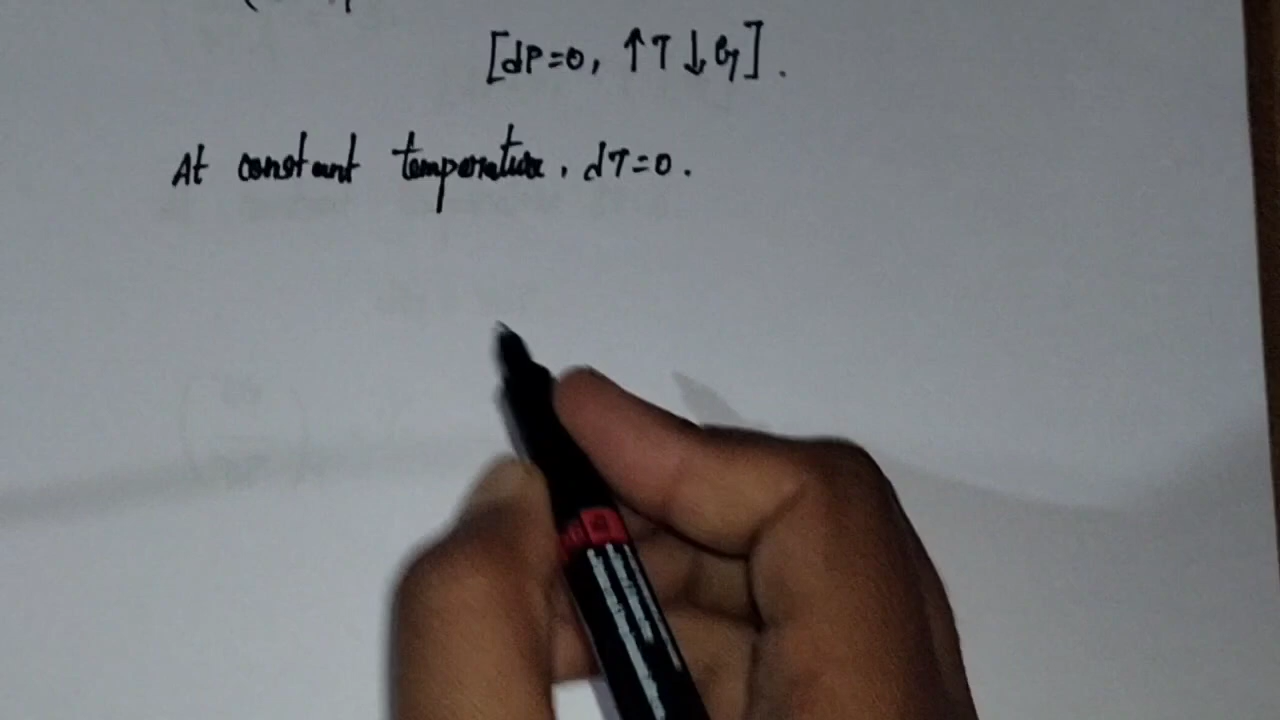 [dP=0, ↑T ↓G].
At constant temperature, dT=0.